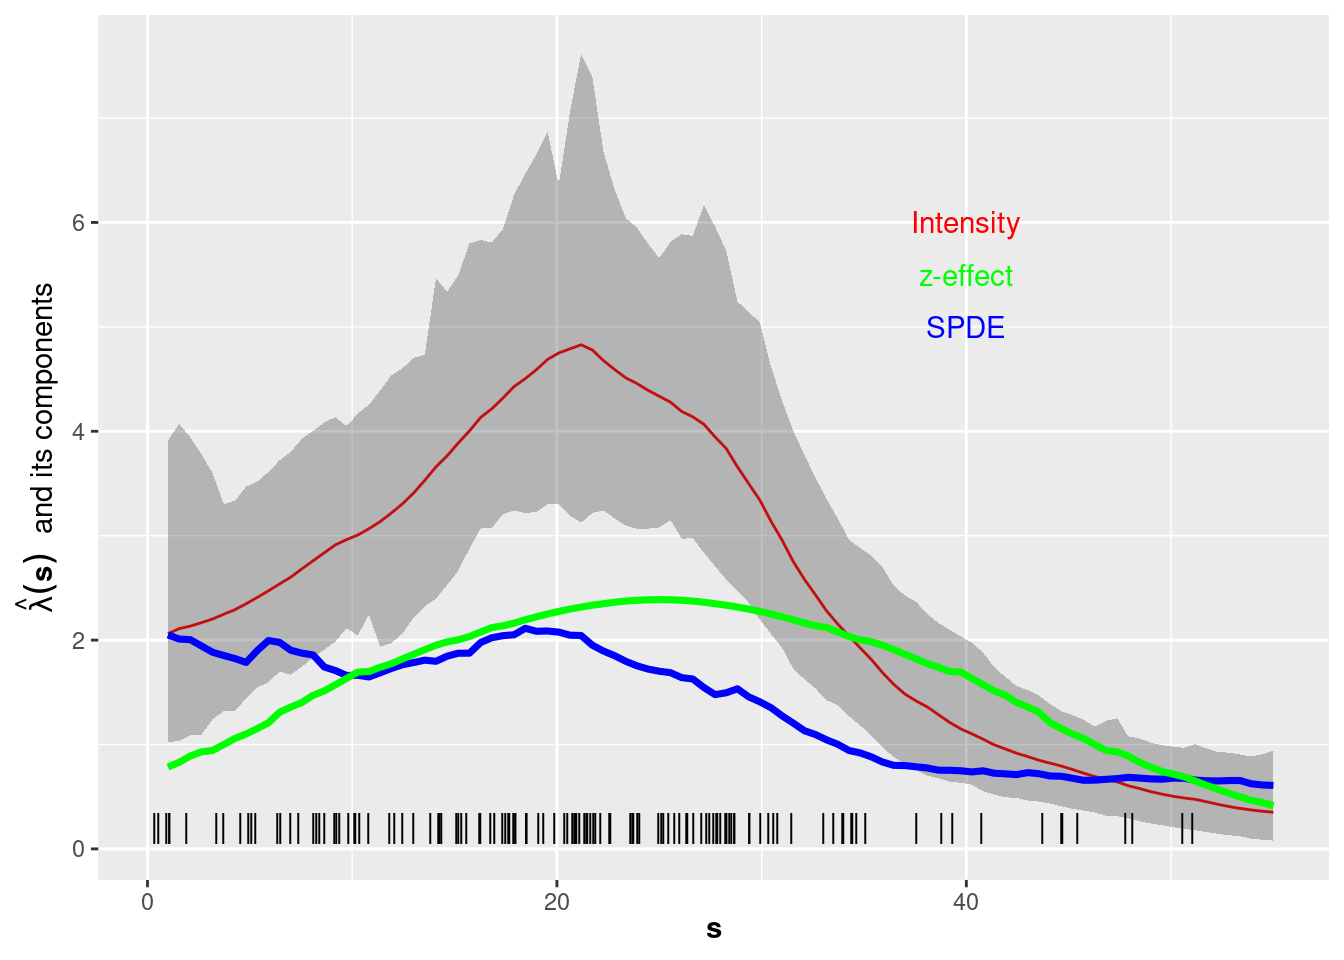 6
4
2
0
0 20 40
s
λ̂(s) and its components
Intensity
z-effect
SPDE